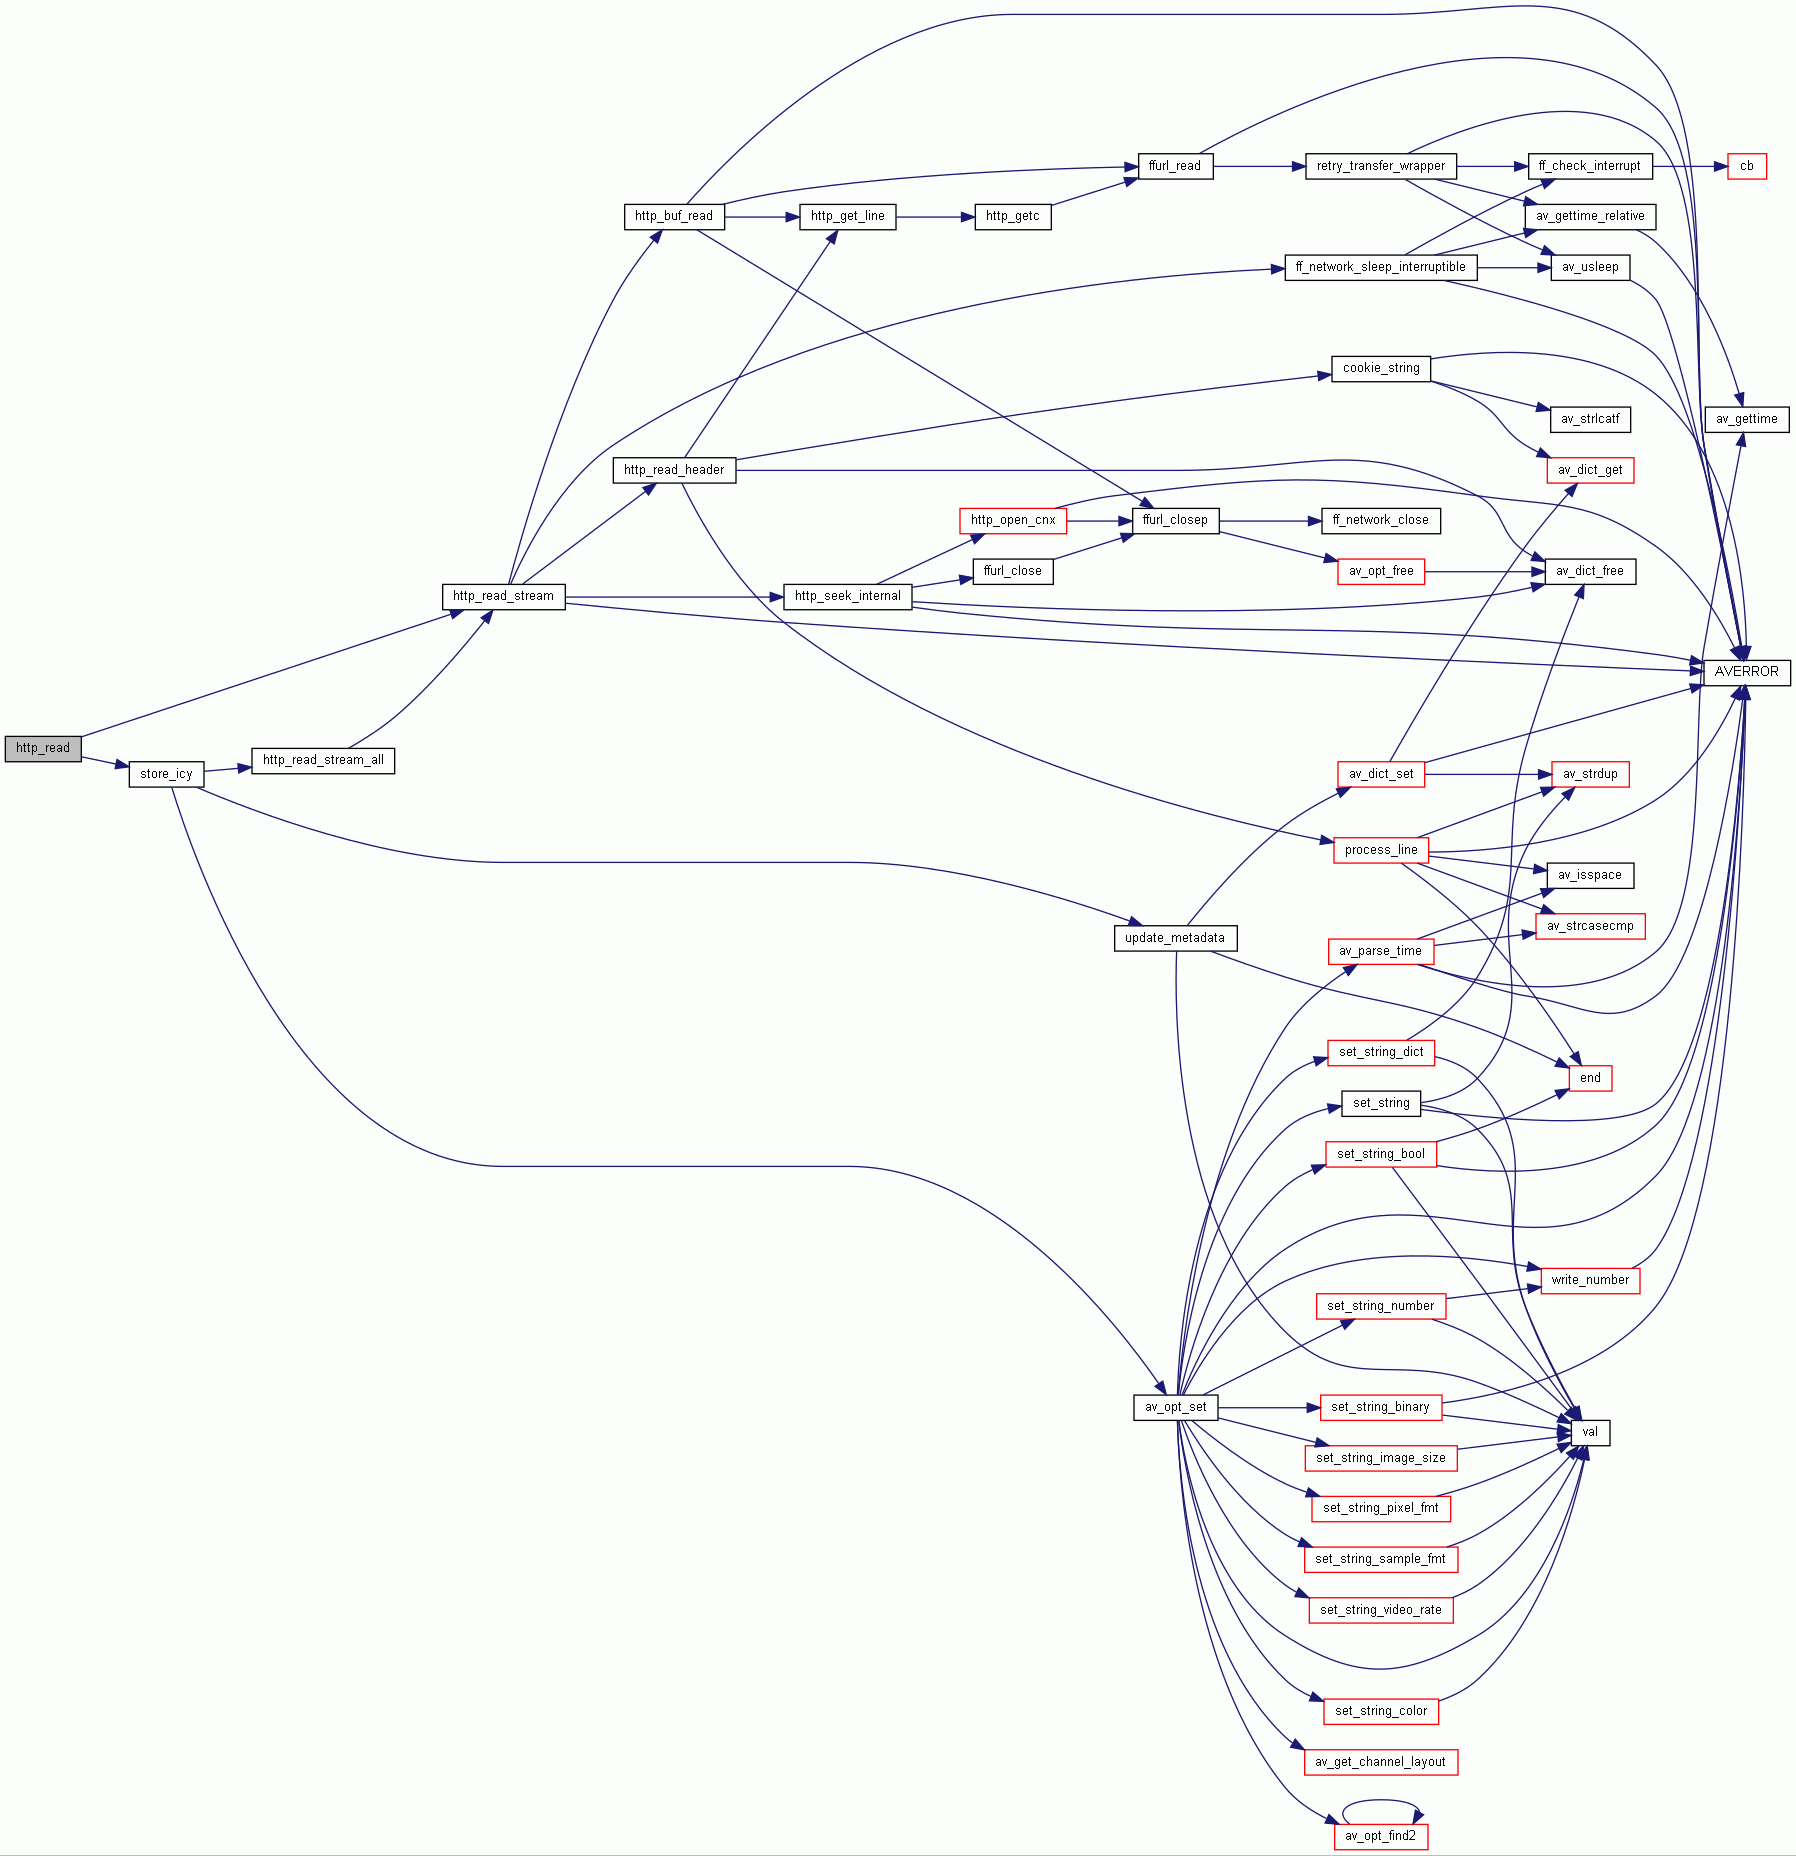 ffurl_read
retry_transfer_wrapper
ff_check_interrupt
cb
http_buf_read
http_get_line
http_getc
av_gettime_relative
ff_network_sleep_interruptible
av_usleep
cookie_string
av_strlcatf
av_gettime
http_read_header
av_dict_get
http_open_cnx
ffurl_closep
ff_network_close
ffurl_close
av_opt_free
av_dict_free
http_read_stream
http_seek_internal
AVERROR
http_read
store_icy
http_read_stream_all
av_dict_set
av_strdup
process_line
av_isspace
update_metadata
av_strcasecmp
av_parse_time
set_string_dict
end
set_string
set_string_bool
write_number
set_string_number
av_opt_set
set_string_binary
val
set_string_image_size
set_string_pixel_fmt
set_string_sample_fmt
set_string_video_rate
set_string_color
av_get_channel_layout
av_opt_find2